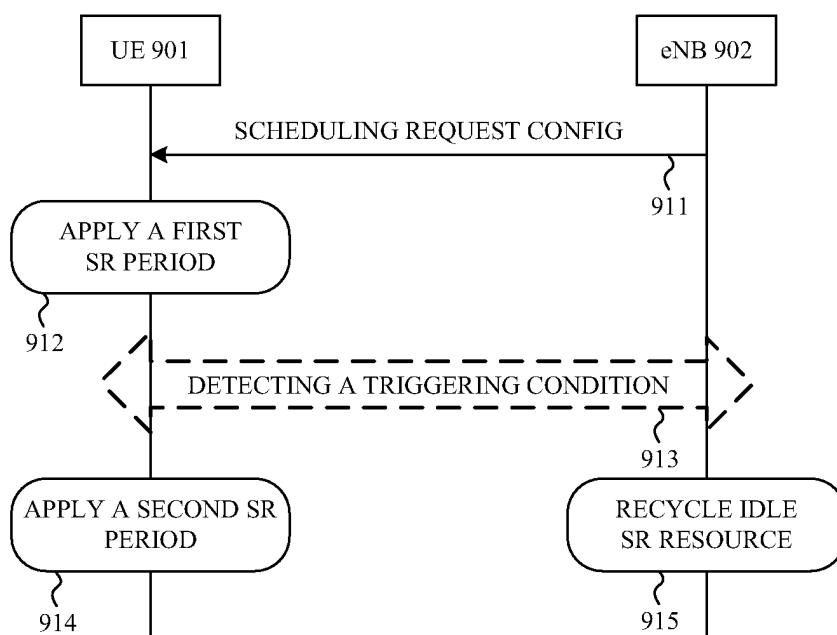 UE 901
eNB 902
SCHEDULING REQUEST CONFIG
911
APPLY A FIRST
SR PERIOD
912
DETECTING A TRIGGERING CONDITION
913
APPLY A SECOND SR
PERIOD
914
RECYCLE IDLE
SR RESOURCE
915